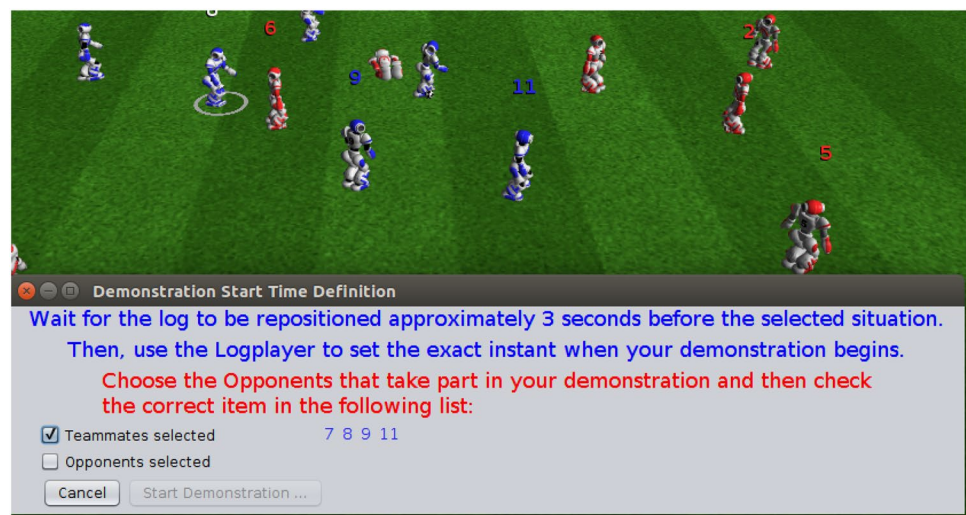 6
2
9
11
5
Demonstration Start Time Definition
Wait for the log to be repositioned approximately 3 seconds before the selected situation.
Then, use the Logplayer to set the exact instant when your demonstration begins.
Choose the Opponents that take part in your demonstration and then check
the correct item in the following list:
Teammates selected 7 8 9 11
Opponents selected
Cancel Start Demonstration ...